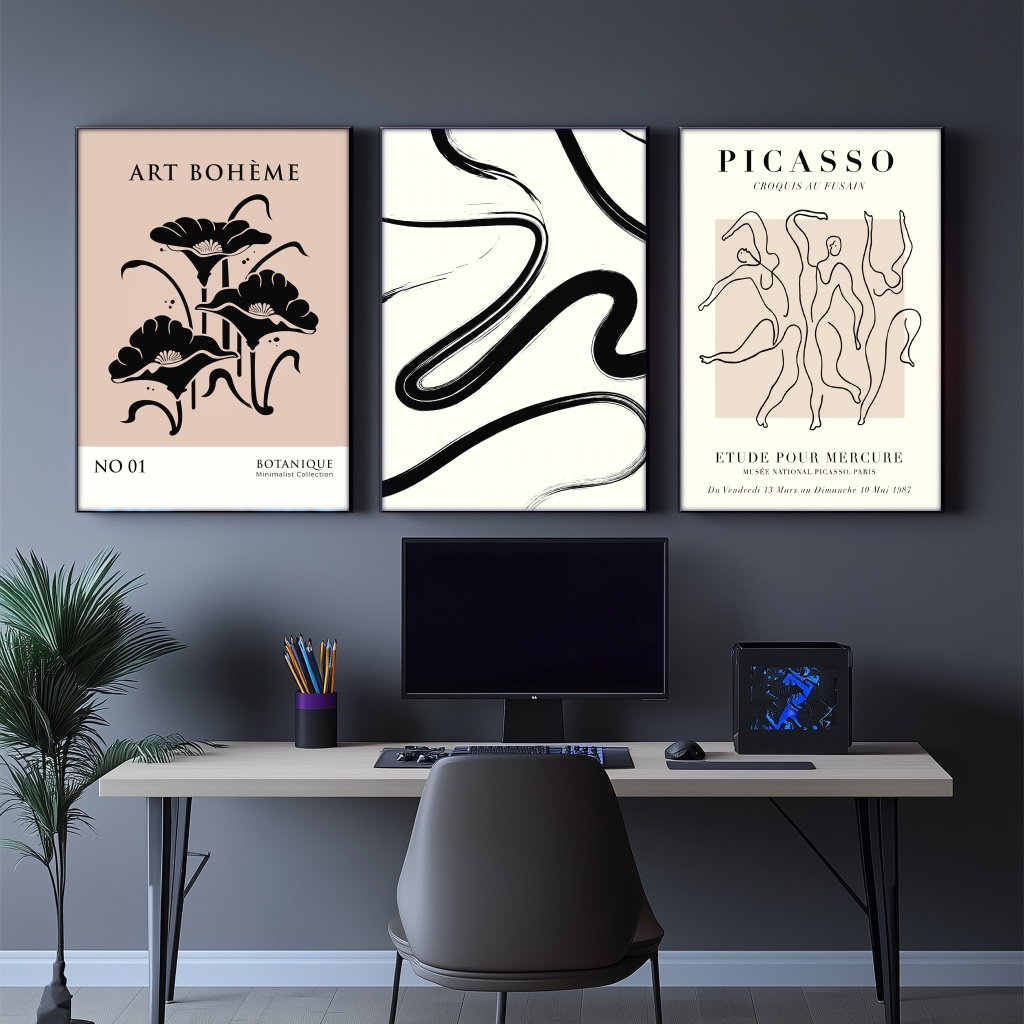 ART BOHÈME
NO 01
BOTANIQUE
Minimalist Collection
PICASSO
CROQUIS AU FUSAIN
ETUDE POUR MERCURE
MUSÉE NATIONAL PICASSO, PARIS
Du Vendredi 13 Mars au Dimanche 10 Mai 1987